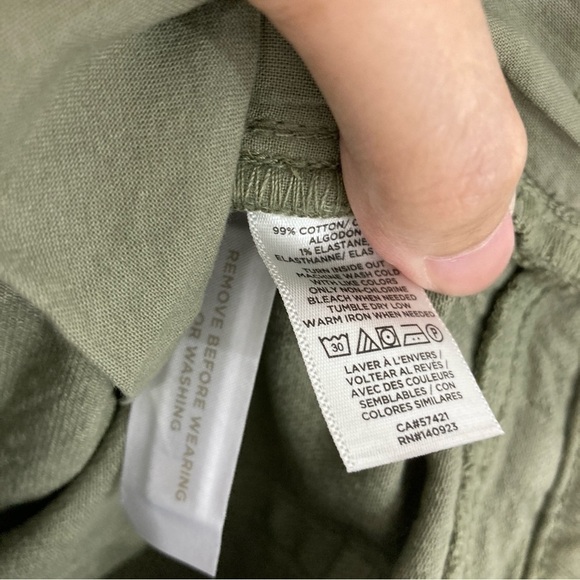 99% COTTON/
ALGODON
1% ELASTANE
ELASTHANNE/ ELAS
TURN INSIDE OUT
MACHINE WASH COLD
WITH LIKE COLORS
ONLY NON-CHLORINE
BLEACH WHEN NEEDED
TUMBLE DRY LOW
WARM IRON WHEN NEEDED
30 P
LAVER À L'ENVERS /
VOLTEAR AL REVÉS /
AVEC DES COULEURS
SEMBLABLES / CON
COLORES SIMILARES
CA#57421
RN#140923
REMOVE BEFORE WEARING
OR WASHING